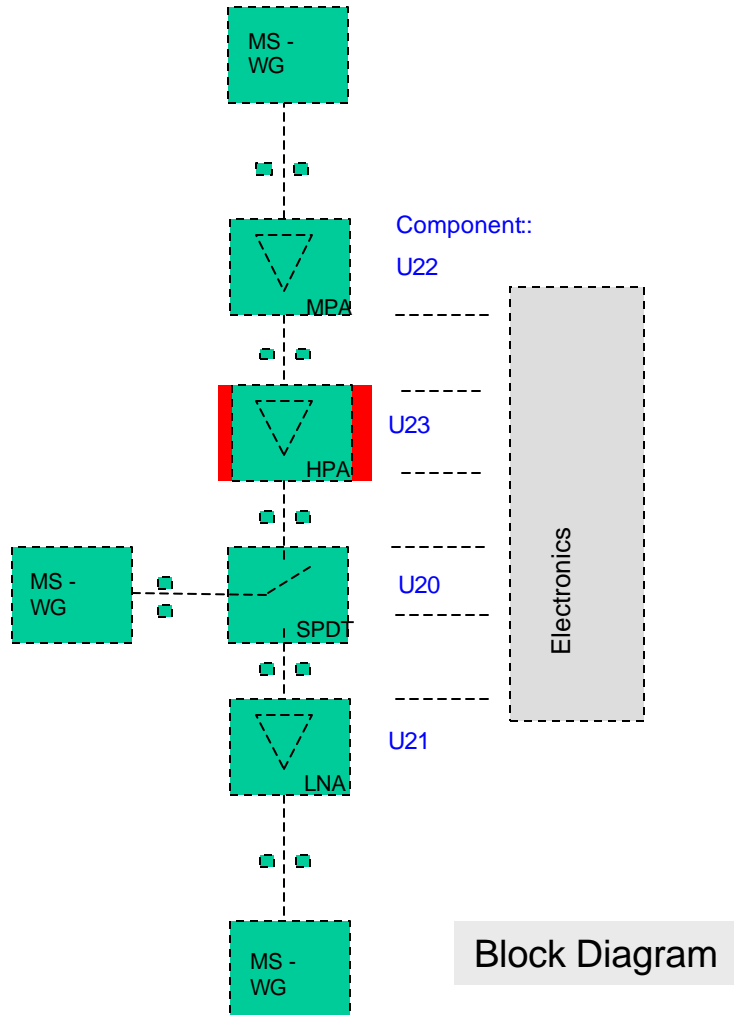 MS -
WG
Component::
U22
MPA
U23
HPA
MS -
WG
U20
SPDT
Electronics
U21
LNA
MS -
WG
Block Diagram